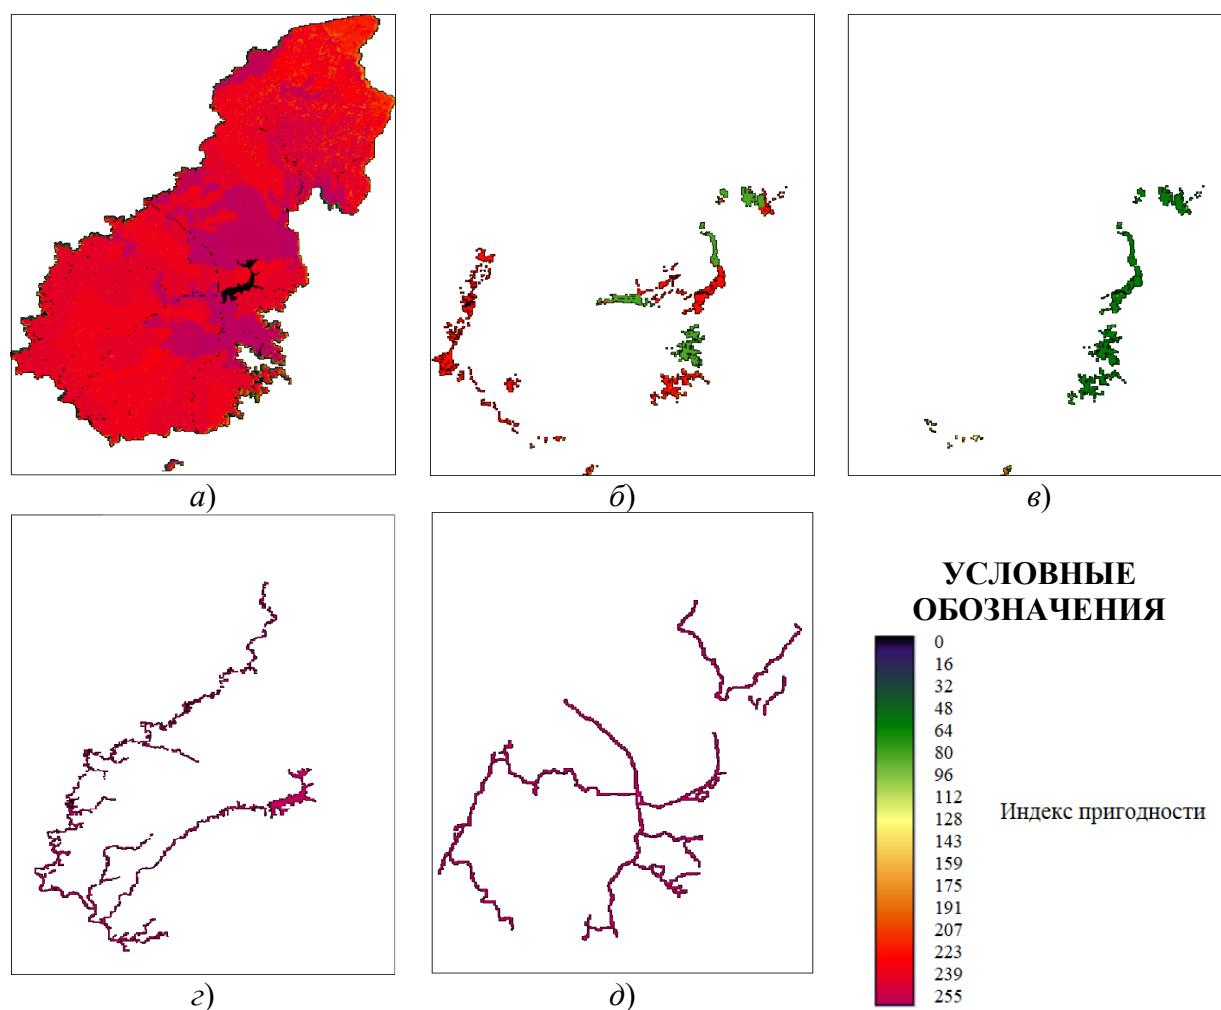 а)
б)
в)
г)
д)
УСЛОВНЫЕ
ОБОЗНАЧЕНИЯ
0
16
32
48
64
80
96
112
128
143
159
175
191
207
223
239
255
Индекс пригодности